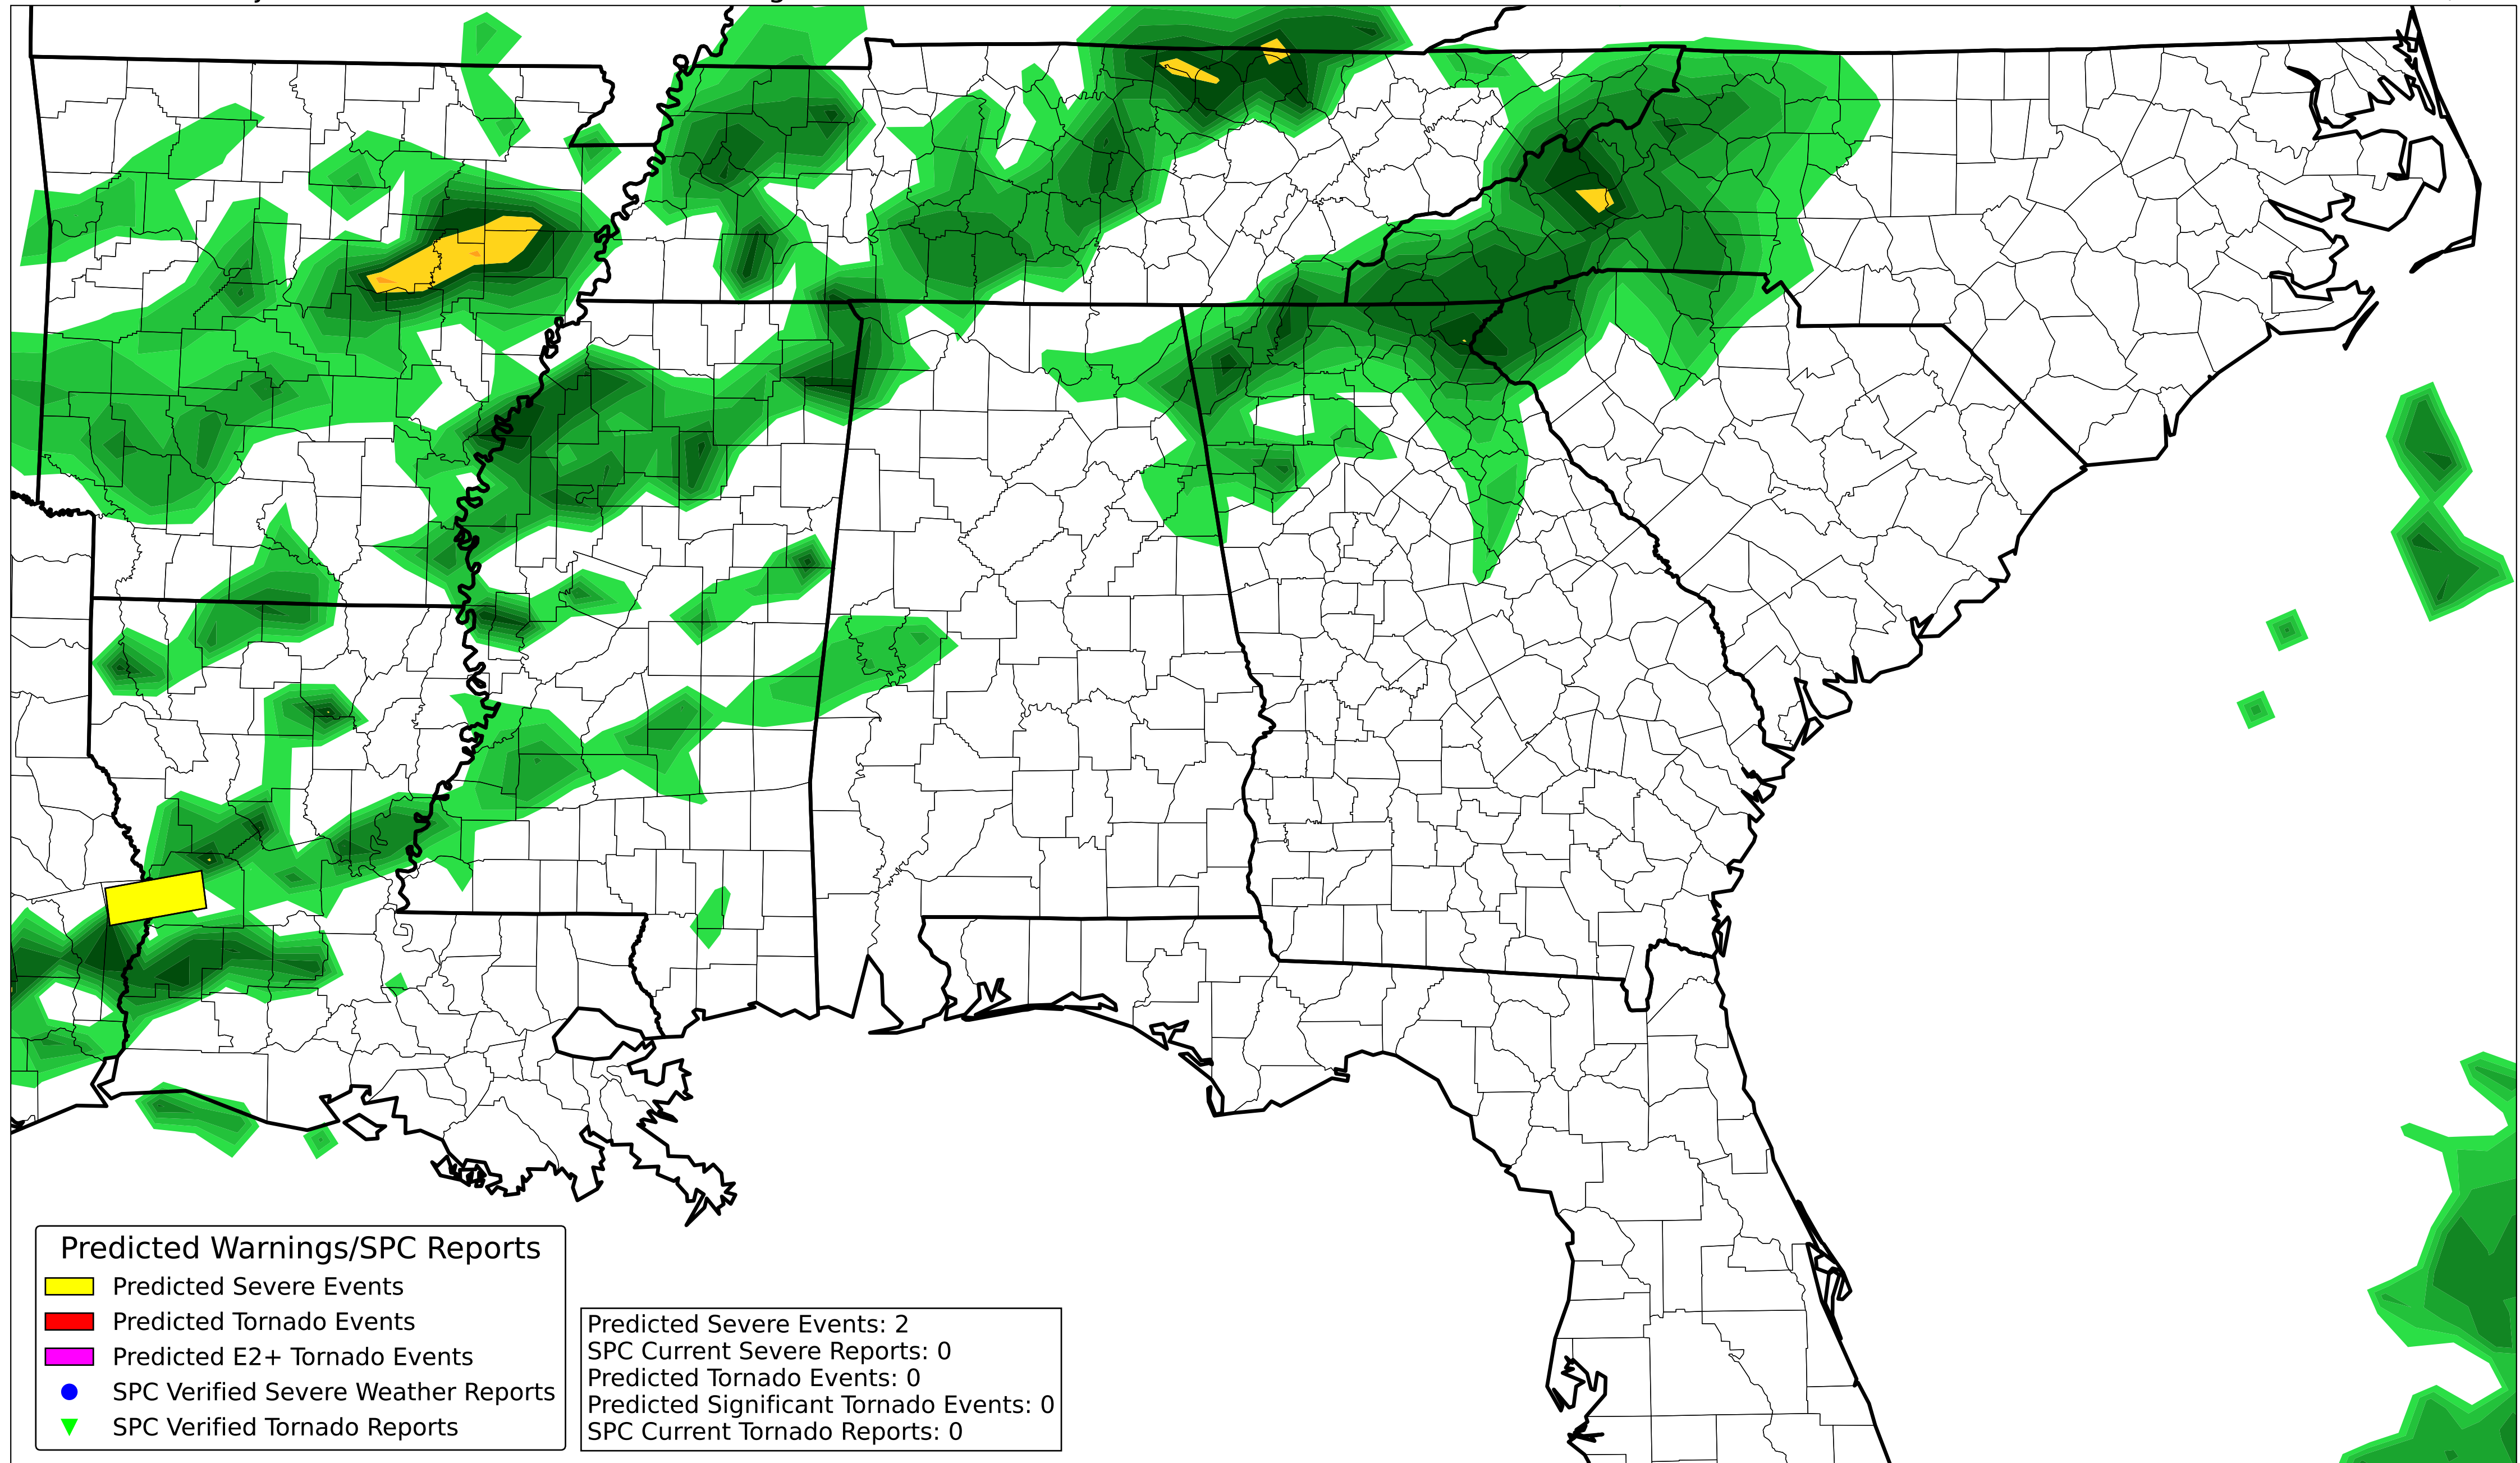 Predicted Warnings/SPC Reports
Predicted Severe Events
Predicted Tornado Events
Predicted E2+ Tornado Events
SPC Verified Severe Weather Reports
SPC Verified Tornado Reports
Predicted Severe Events: 2
SPC Current Severe Reports: 0
Predicted Tornado Events: 0
Predicted Significant Tornado Events: 0
SPC Current Tornado Reports: 0